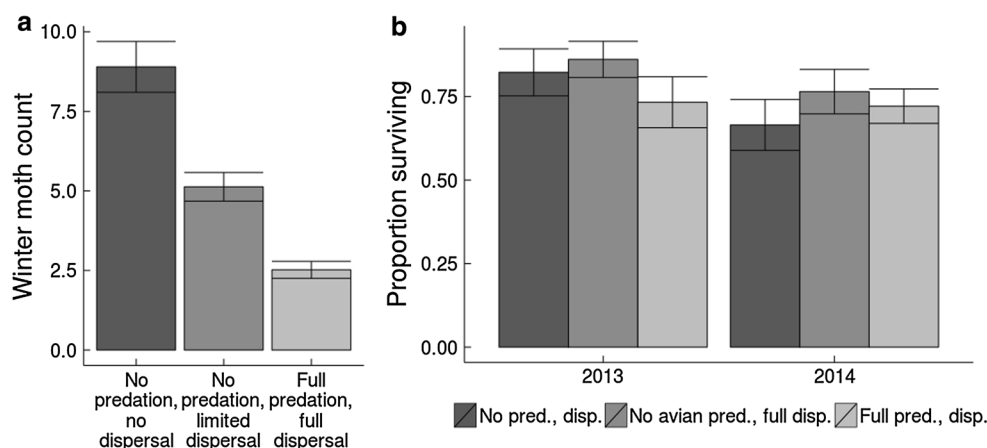 a
Winter moth count
10.0
7.5
5.0
2.5
0.0
No predation, no dispersal
No predation, limited dispersal
Full predation, full dispersal
b
Proportion surviving
0.75
0.50
0.25
0.00
2013
2014
No pred., disp.
No avian pred., full disp.
Full pred., disp.